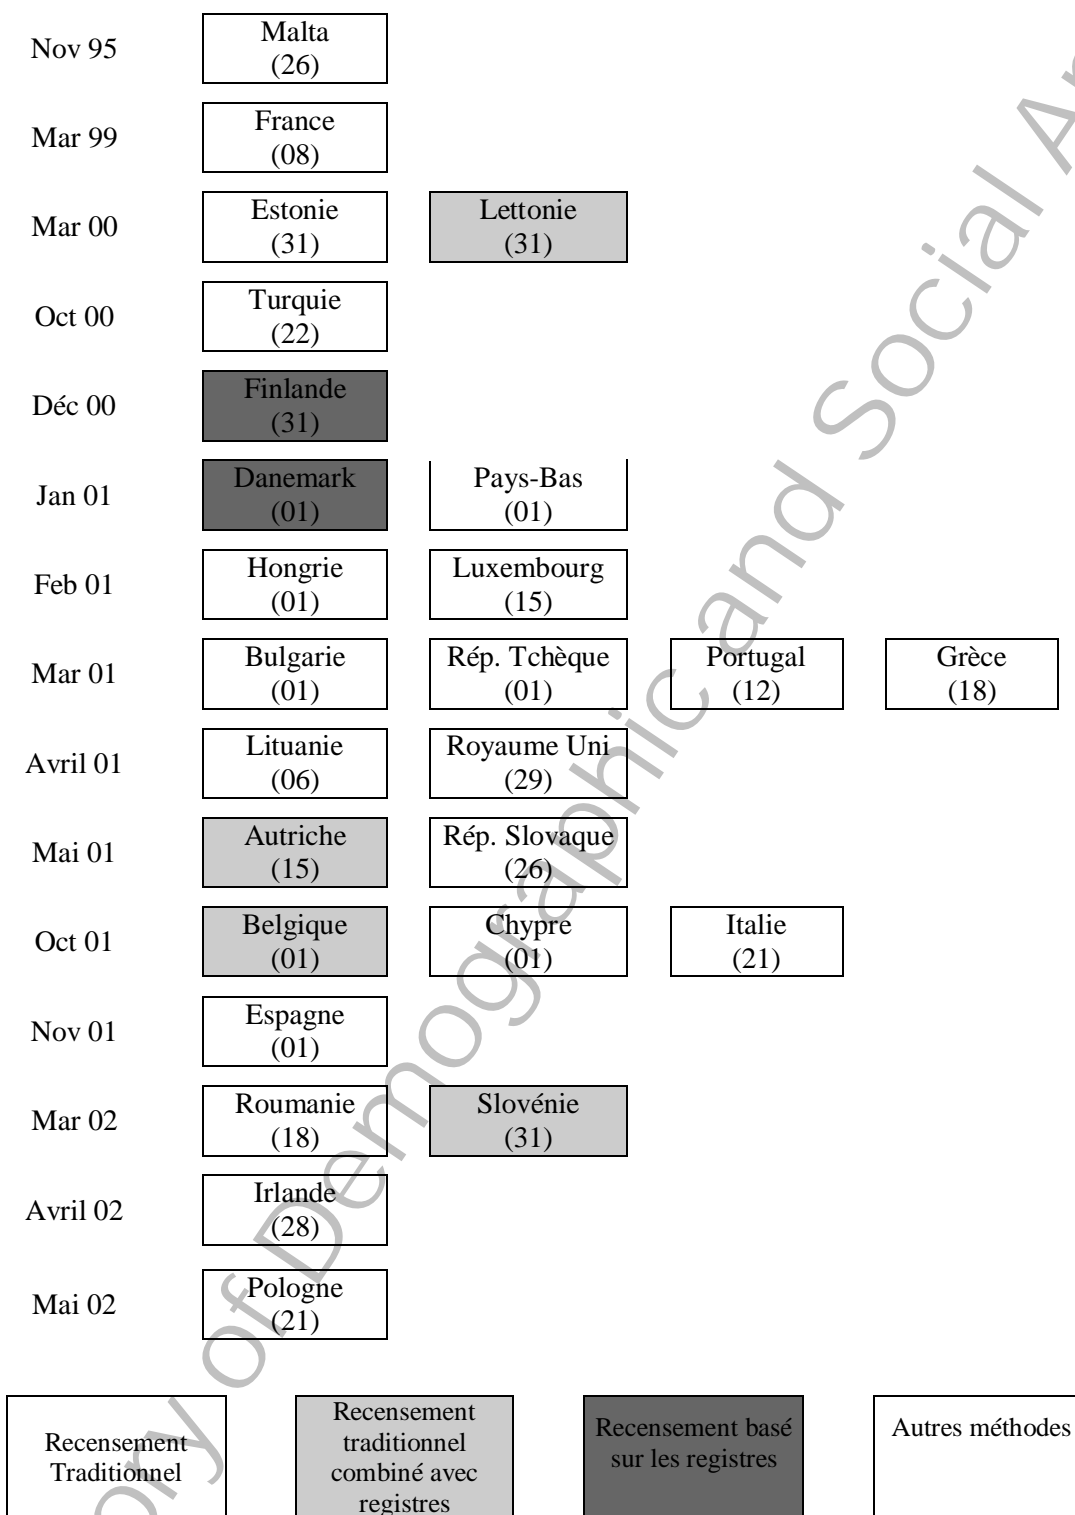 Nov 95
Malta
(26)
Mar 99
France
(08)
Mar 00
Estonie
(31)
Lettonie
(31)
Oct 00
Turquie
(22)
Déc 00
Finlande
(31)
Jan 01
Danemark
(01)
Pays-Bas
(01)
Feb 01
Hongrie
(01)
Luxembourg
(15)
Mar 01
Bulgarie
(01)
Rép. Tchèque
(01)
Portugal
(12)
Grèce
(18)
Avril 01
Lituanie
(06)
Royaume Uni
(29)
Mai 01
Autriche
(15)
Rép. Slovaque
(26)
Oct 01
Belgique
(01)
Chypre
(01)
Italie
(21)
Nov 01
Espagne
(01)
Mar 02
Roumanie
(18)
Slovénie
(31)
Avril 02
Irlande
(28)
Mai 02
Pologne
(21)
Recensement
Traditionnel
Recensement
traditionnel
combiné avec
registres
Recensement basé
sur les registres
Autres méthodes
ory of Demographic and Social